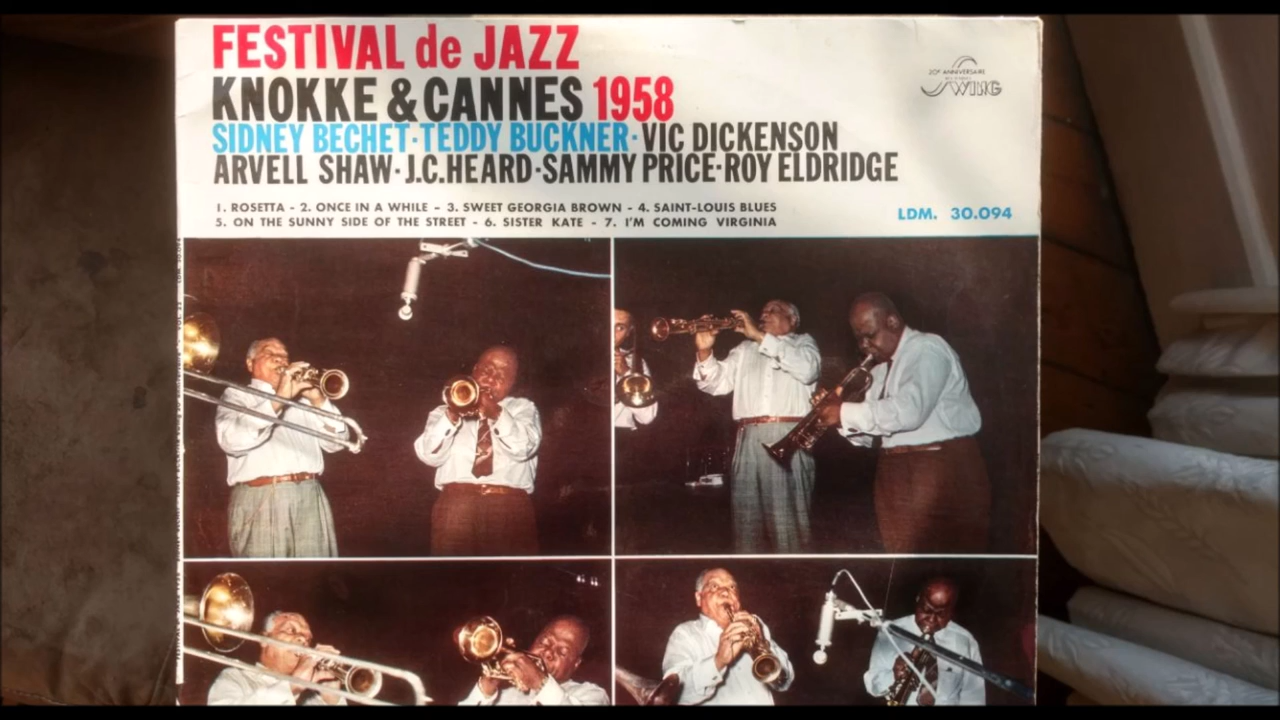 FESTIVAL de JAZZ
KNOKKE & CANNES 1958
SIDNEY BECHET · TEDDY BUCKNER · VIC DICKENSON
ARVELL SHAW · J.C. HEARD · SAMMY PRICE · ROY ELDRIDGE
1. ROSETTA - 2. ONCE IN A WHILE - 3. SWEET GEORGIA BROWN - 4. SAINT-LOUIS BLUES
5. ON THE SUNNY SIDE OF THE STREET - 6. SISTER KATE - 7. I'M COMING VIRGINIA
20e ANNIVERSAIRE
SWING
LDM. 30.094